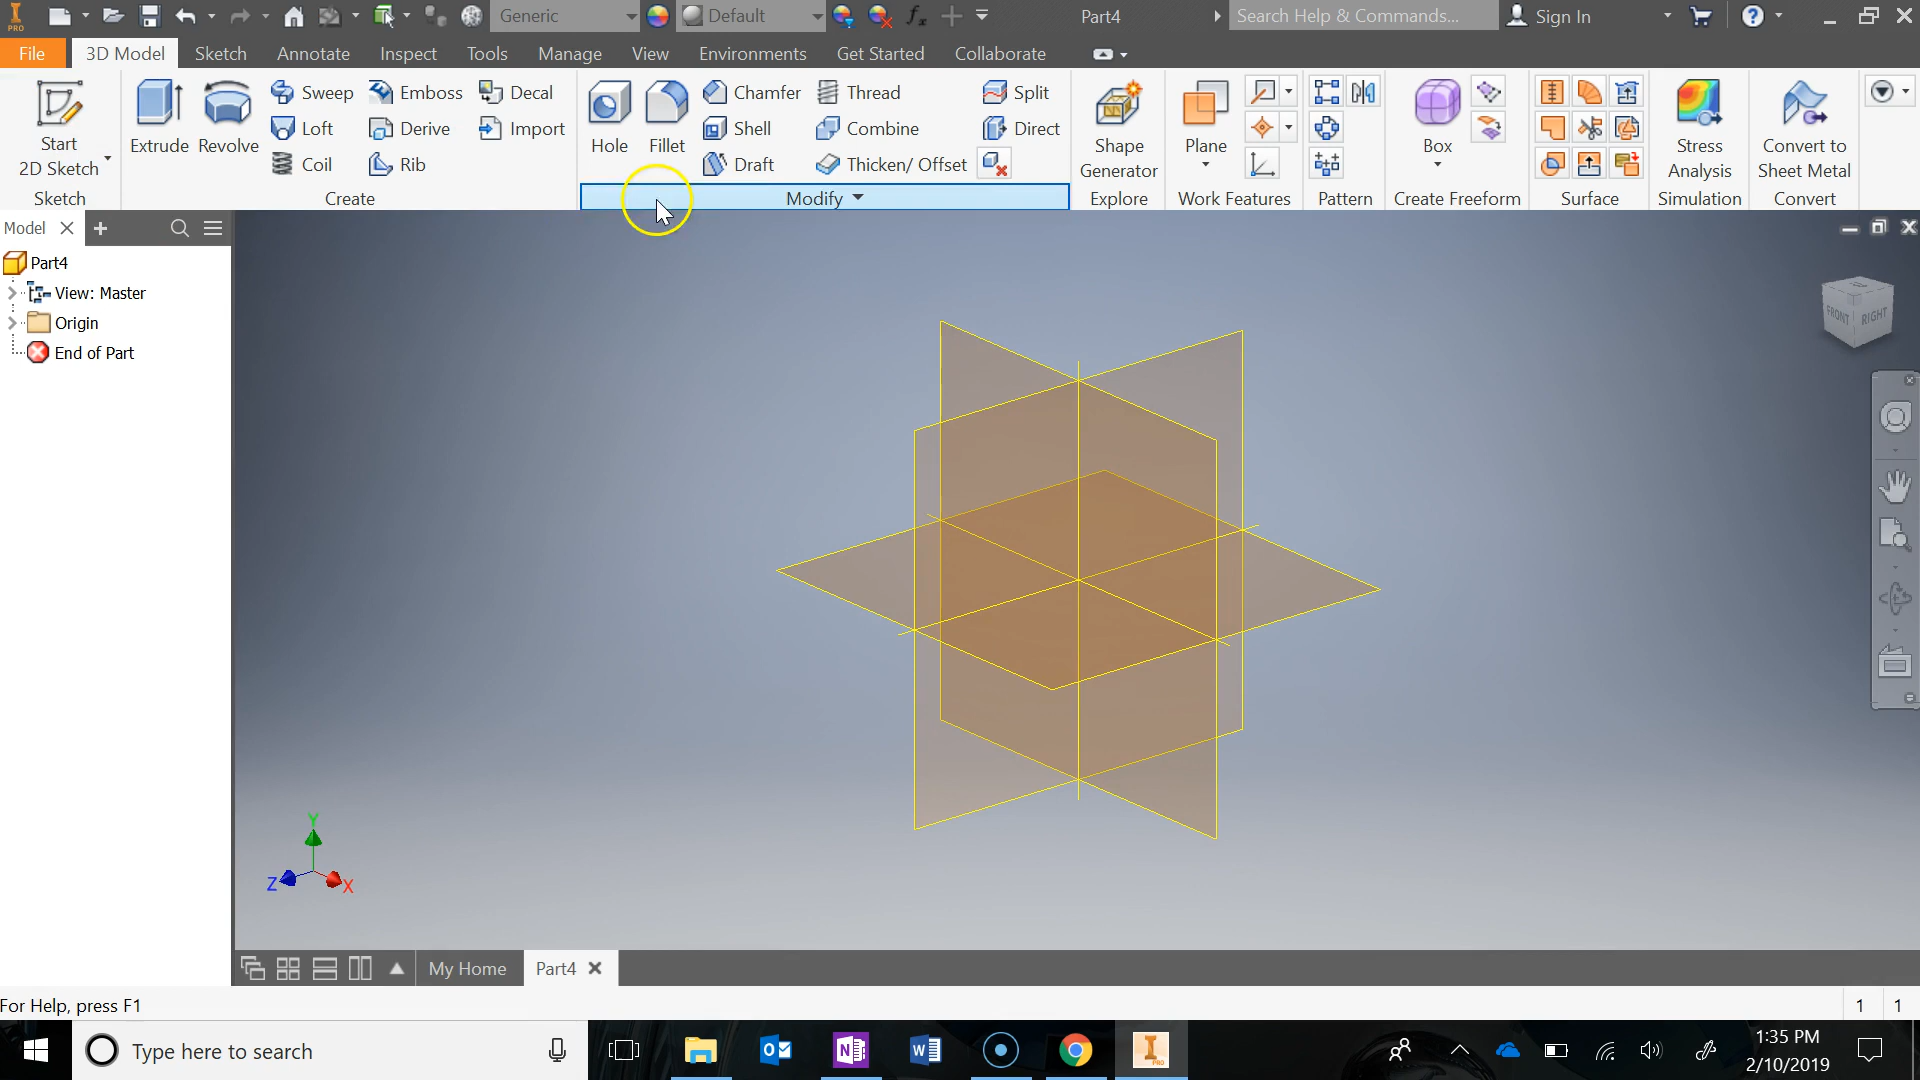 PRO
Generic
Default
fx
Part4
Search Help & Commands...
Sign In
File
3D Model
Sketch
Annotate
Inspect
Tools
Manage
View
Environments
Get Started
Collaborate
Start
2D Sketch
Sketch
Extrude
Revolve
Sweep
Loft
Coil
Emboss
Derive
Rib
Decal
Import
Create
Hole
Fillet
Chamfer
Shell
Draft
Thread
Combine
Thicken/ Offset
Split
Direct
Modify
Shape
Generator
Explore
Plane
Work Features
Pattern
Box
Create Freeform
Surface
Stress
Analysis
Simulation
Convert to
Sheet Metal
Convert
Model
Part4
View: Master
Origin
End of Part
FRONT
RIGHT
Y
Z
X
My Home
Part4
For Help, press F1
1
1
Type here to search
1:35 PM
2/10/2019